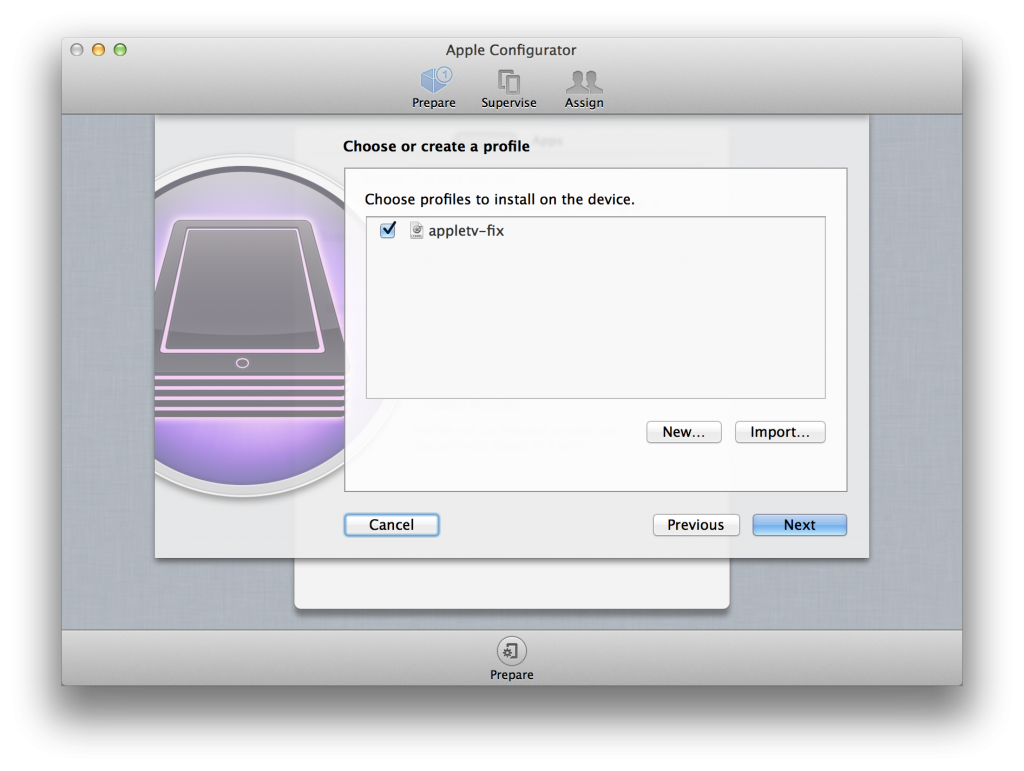 Apple Configurator
1
Prepare Supervise Assign
Apps
Choose or create a profile
Choose profiles to install on the device.
appletv-fix
New... Import...
Cancel Previous Next
Prepare